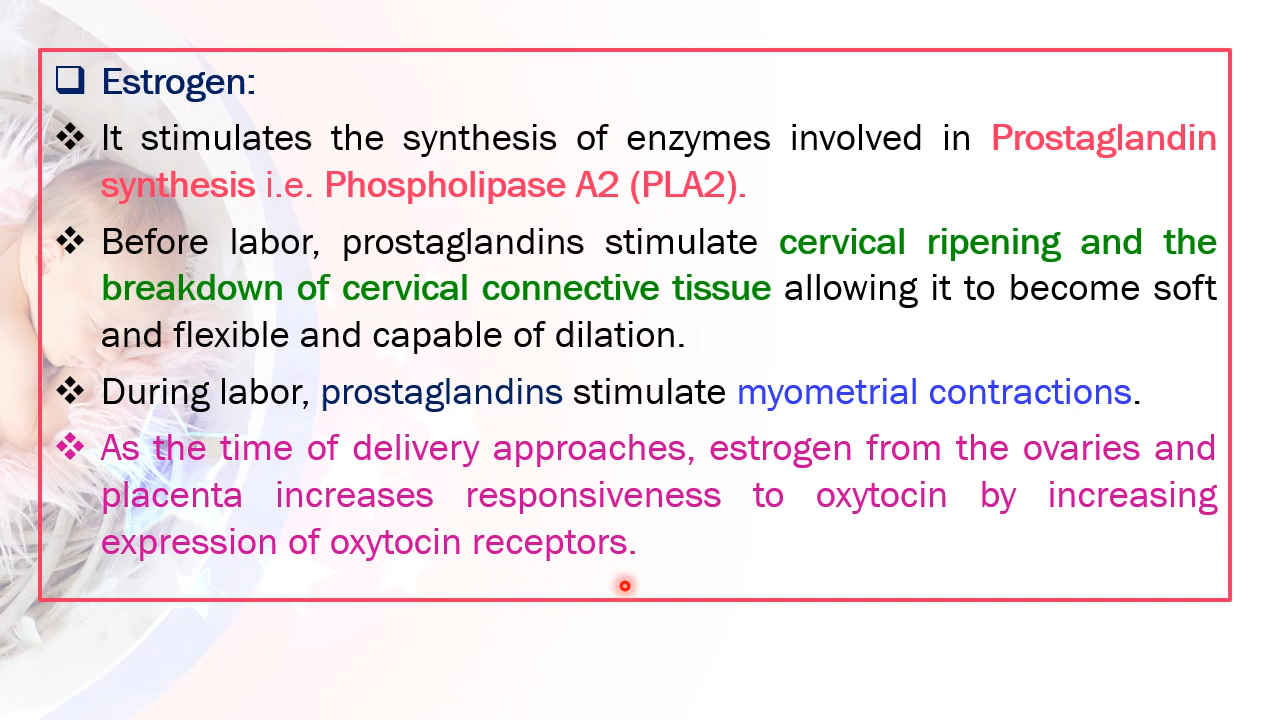 ❑ Estrogen:
❖ It stimulates the synthesis of enzymes involved in Prostaglandin
synthesis i.e. Phospholipase A2 (PLA2).
❖ Before labor, prostaglandins stimulate cervical ripening and the
breakdown of cervical connective tissue allowing it to become soft
and flexible and capable of dilation.
❖ During labor, prostaglandins stimulate myometrial contractions.
❖ As the time of delivery approaches, estrogen from the ovaries and
placenta increases responsiveness to oxytocin by increasing
expression of oxytocin receptors.